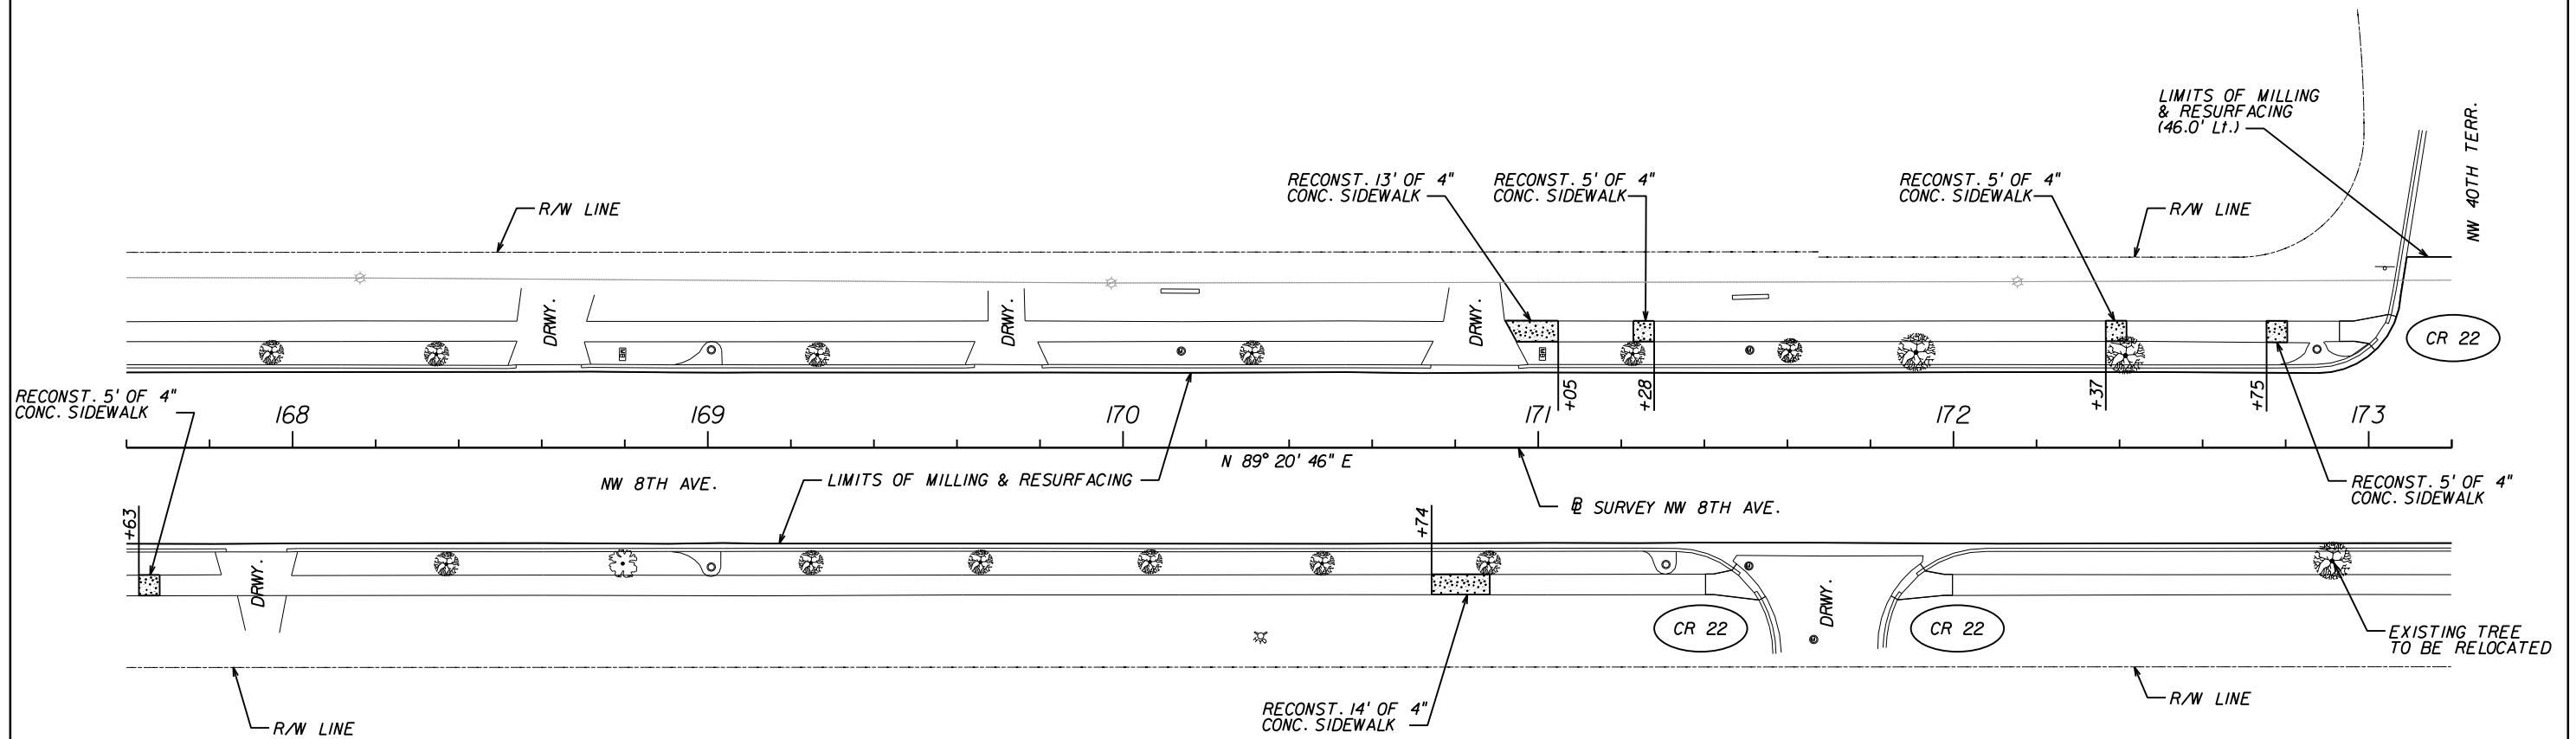 LIMITS OF MILLING
& RESURFACING
(46.0' Lt.)
NW 40TH TERR.
RECONST. 13' OF 4"
CONC. SIDEWALK
RECONST. 5' OF 4"
CONC. SIDEWALK
RECONST. 5' OF 4"
CONC. SIDEWALK
R/W LINE
R/W LINE
DRWY.
DRWY.
DRWY.
CR 22
RECONST. 5' OF 4"
CONC. SIDEWALK
+05
+28
+37
+75
168
169
170
171
172
173
N 89° 20' 46" E
NW 8TH AVE.
LIMITS OF MILLING & RESURFACING
RECONST. 5' OF 4"
CONC. SIDEWALK
BL SURVEY NW 8TH AVE.
+63
+74
DRWY.
DRWY.
CR 22
CR 22
EXISTING TREE
TO BE RELOCATED
R/W LINE
RECONST. 14' OF 4"
CONC. SIDEWALK
R/W LINE